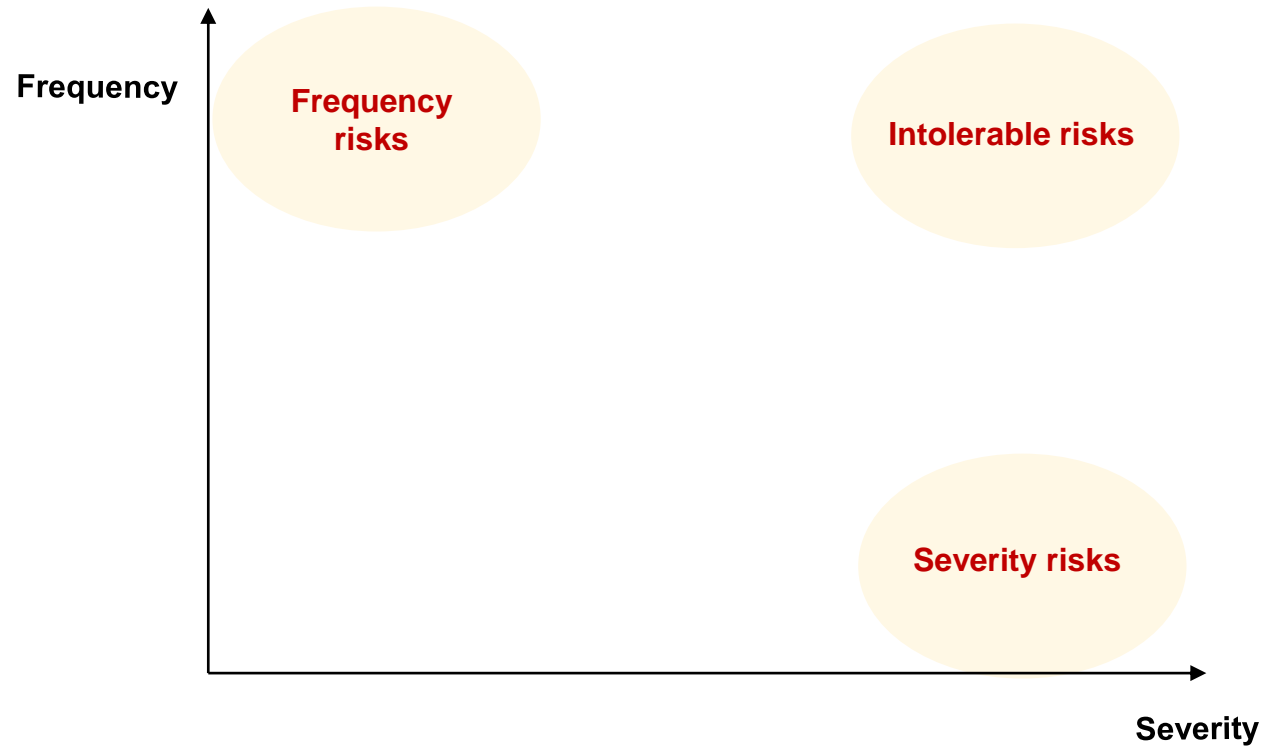 Frequency
Frequency
risks
Intolerable risks
Severity risks
Severity